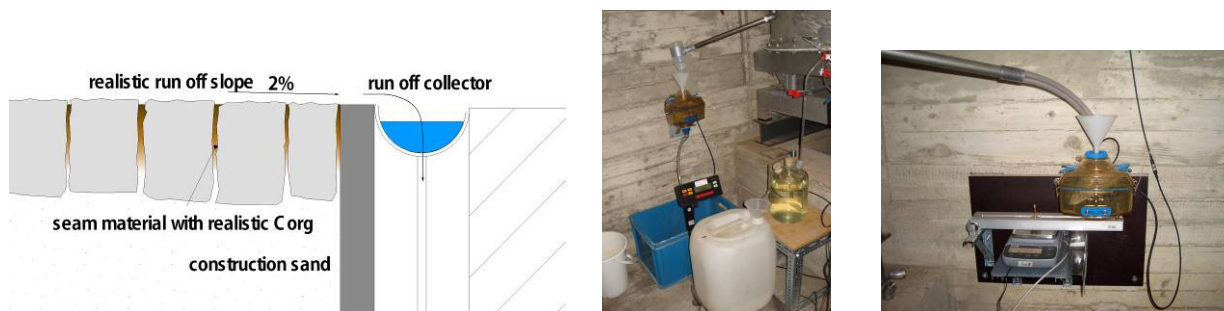 realistic run off slope 2%
run off collector
seam material with realistic Corg
construction sand